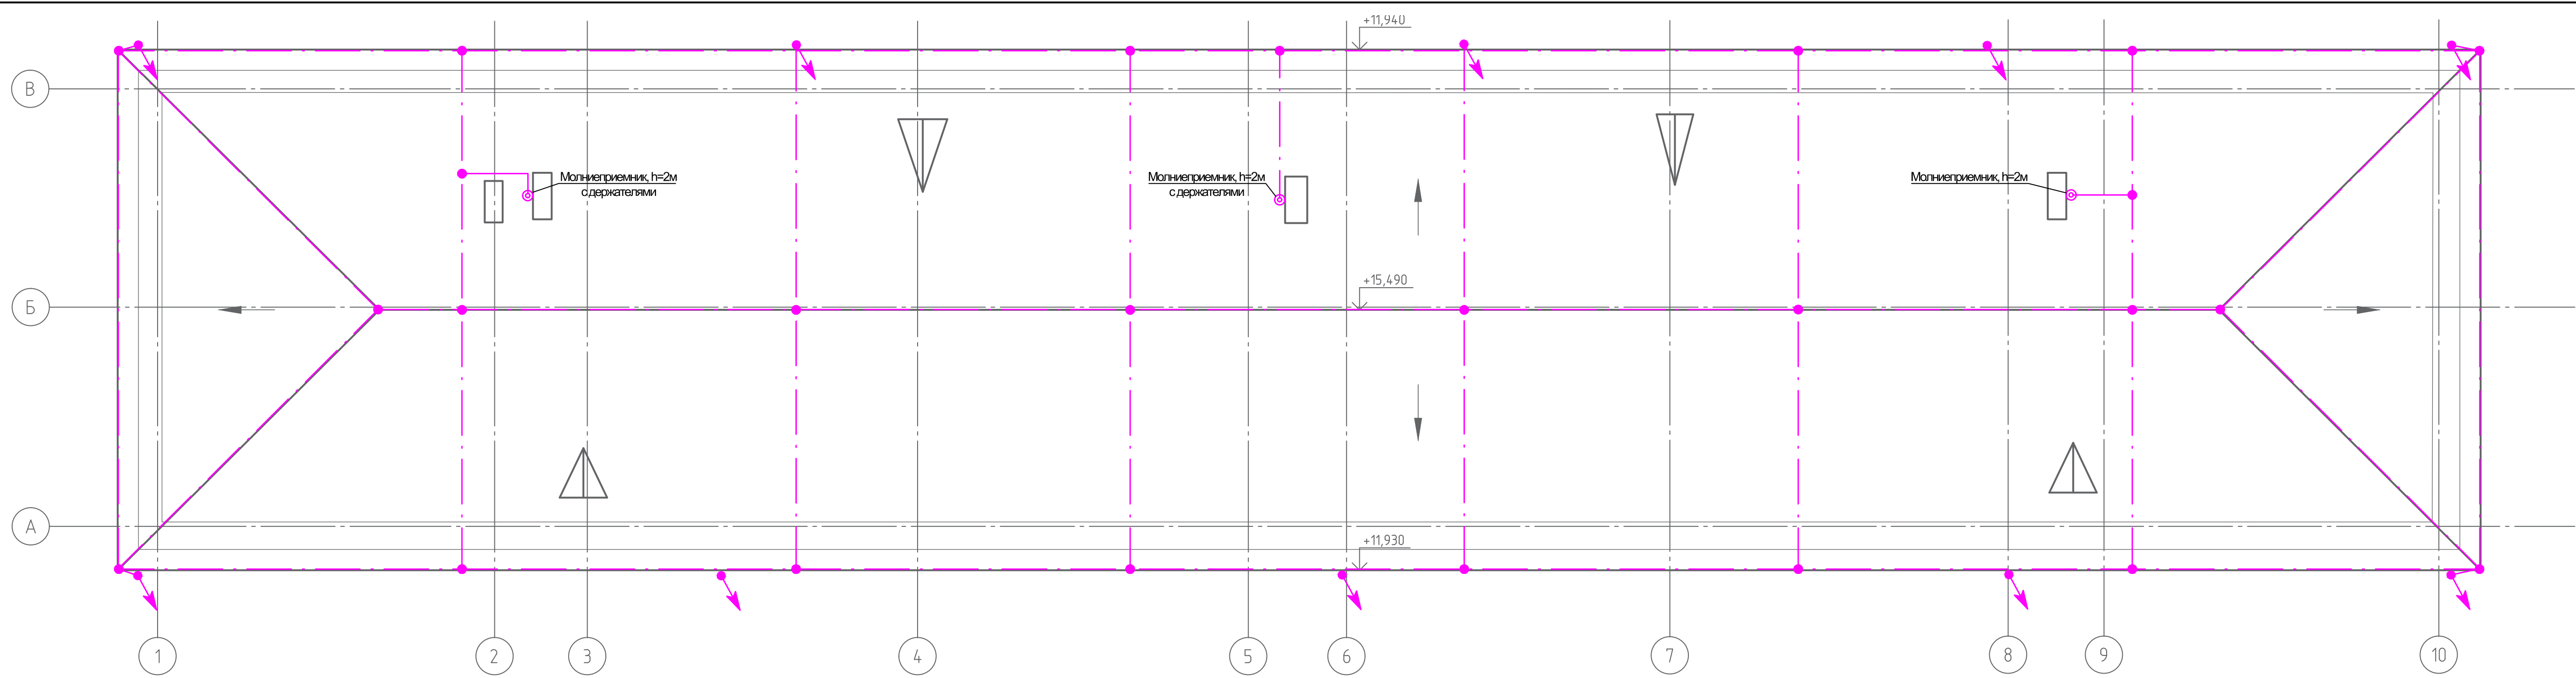 +11,940
В
Молниеприемник, h=2м
с держателями
Молниеприемник, h=2м
с держателями
Молниеприемник, h=2м
+15,490
Б
+11,930
А
1
2
3
4
5
6
7
8
9
10